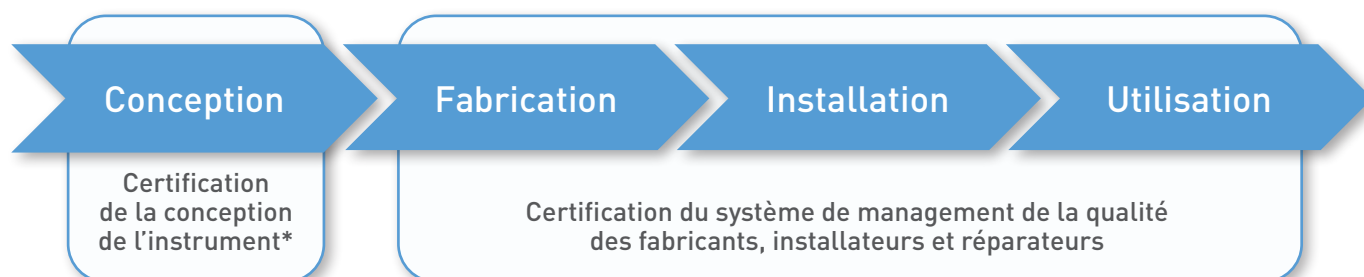 Conception
Fabrication
Installation
Utilisation
Certification
de la conception
de l’instrument*
Certification du système de management de la qualité
des fabricants, installateurs et réparateurs